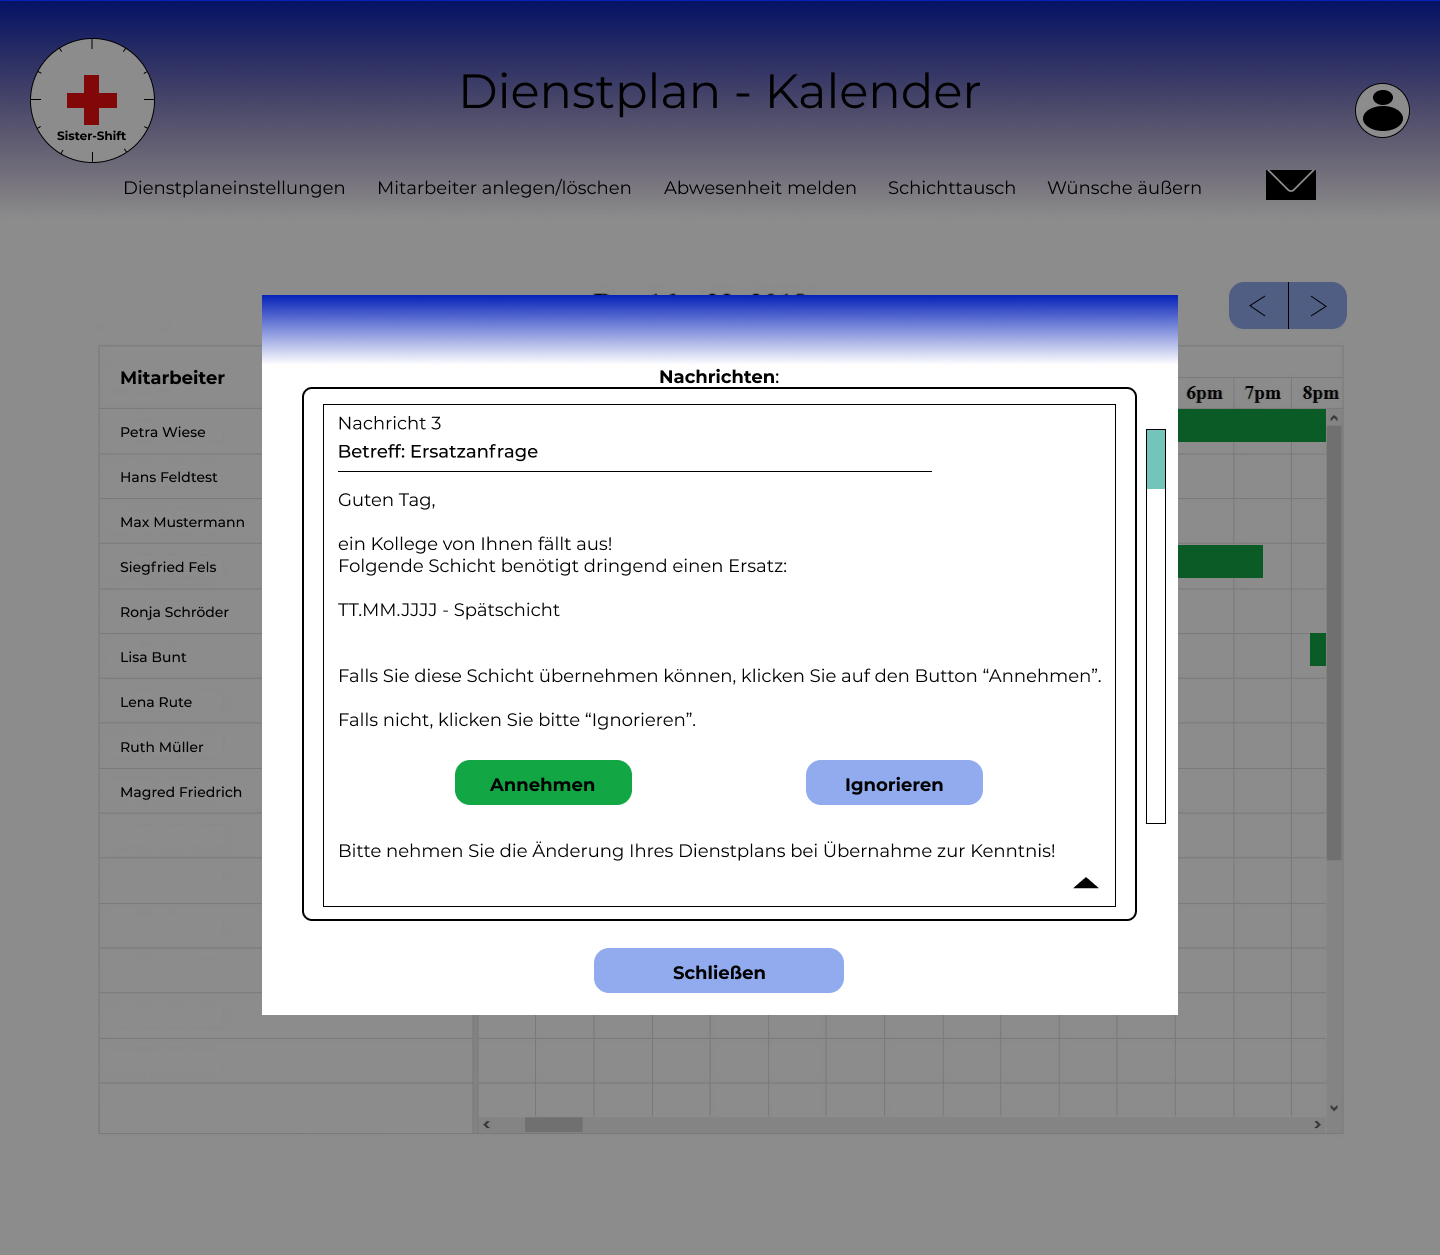 Dienstplan - Kalender
Sister-Shift
Dienstplaneinstellungen Mitarbeiter anlegen/löschen Abwesenheit melden Schichttausch Wünsche äußern
Nachrichten:
Mitarbeiter
6pm 7pm 8pm
Petra Wiese
Hans Feldtest
Max Mustermann
Siegfried Fels
Ronja Schröder
Lisa Bunt
Lena Rute
Ruth Müller
Magred Friedrich
Nachricht 3
Betreff: Ersatzanfrage
Guten Tag,
ein Kollege von Ihnen fällt aus!
Folgende Schicht benötigt dringend einen Ersatz:
TT.MM.JJJJ - Spätschicht
Falls Sie diese Schicht übernehmen können, klicken Sie auf den Button “Annehmen”.
Falls nicht, klicken Sie bitte “Ignorieren”.
Annehmen Ignorieren
Bitte nehmen Sie die Änderung Ihres Dienstplans bei Übernahme zur Kenntnis!
Schließen